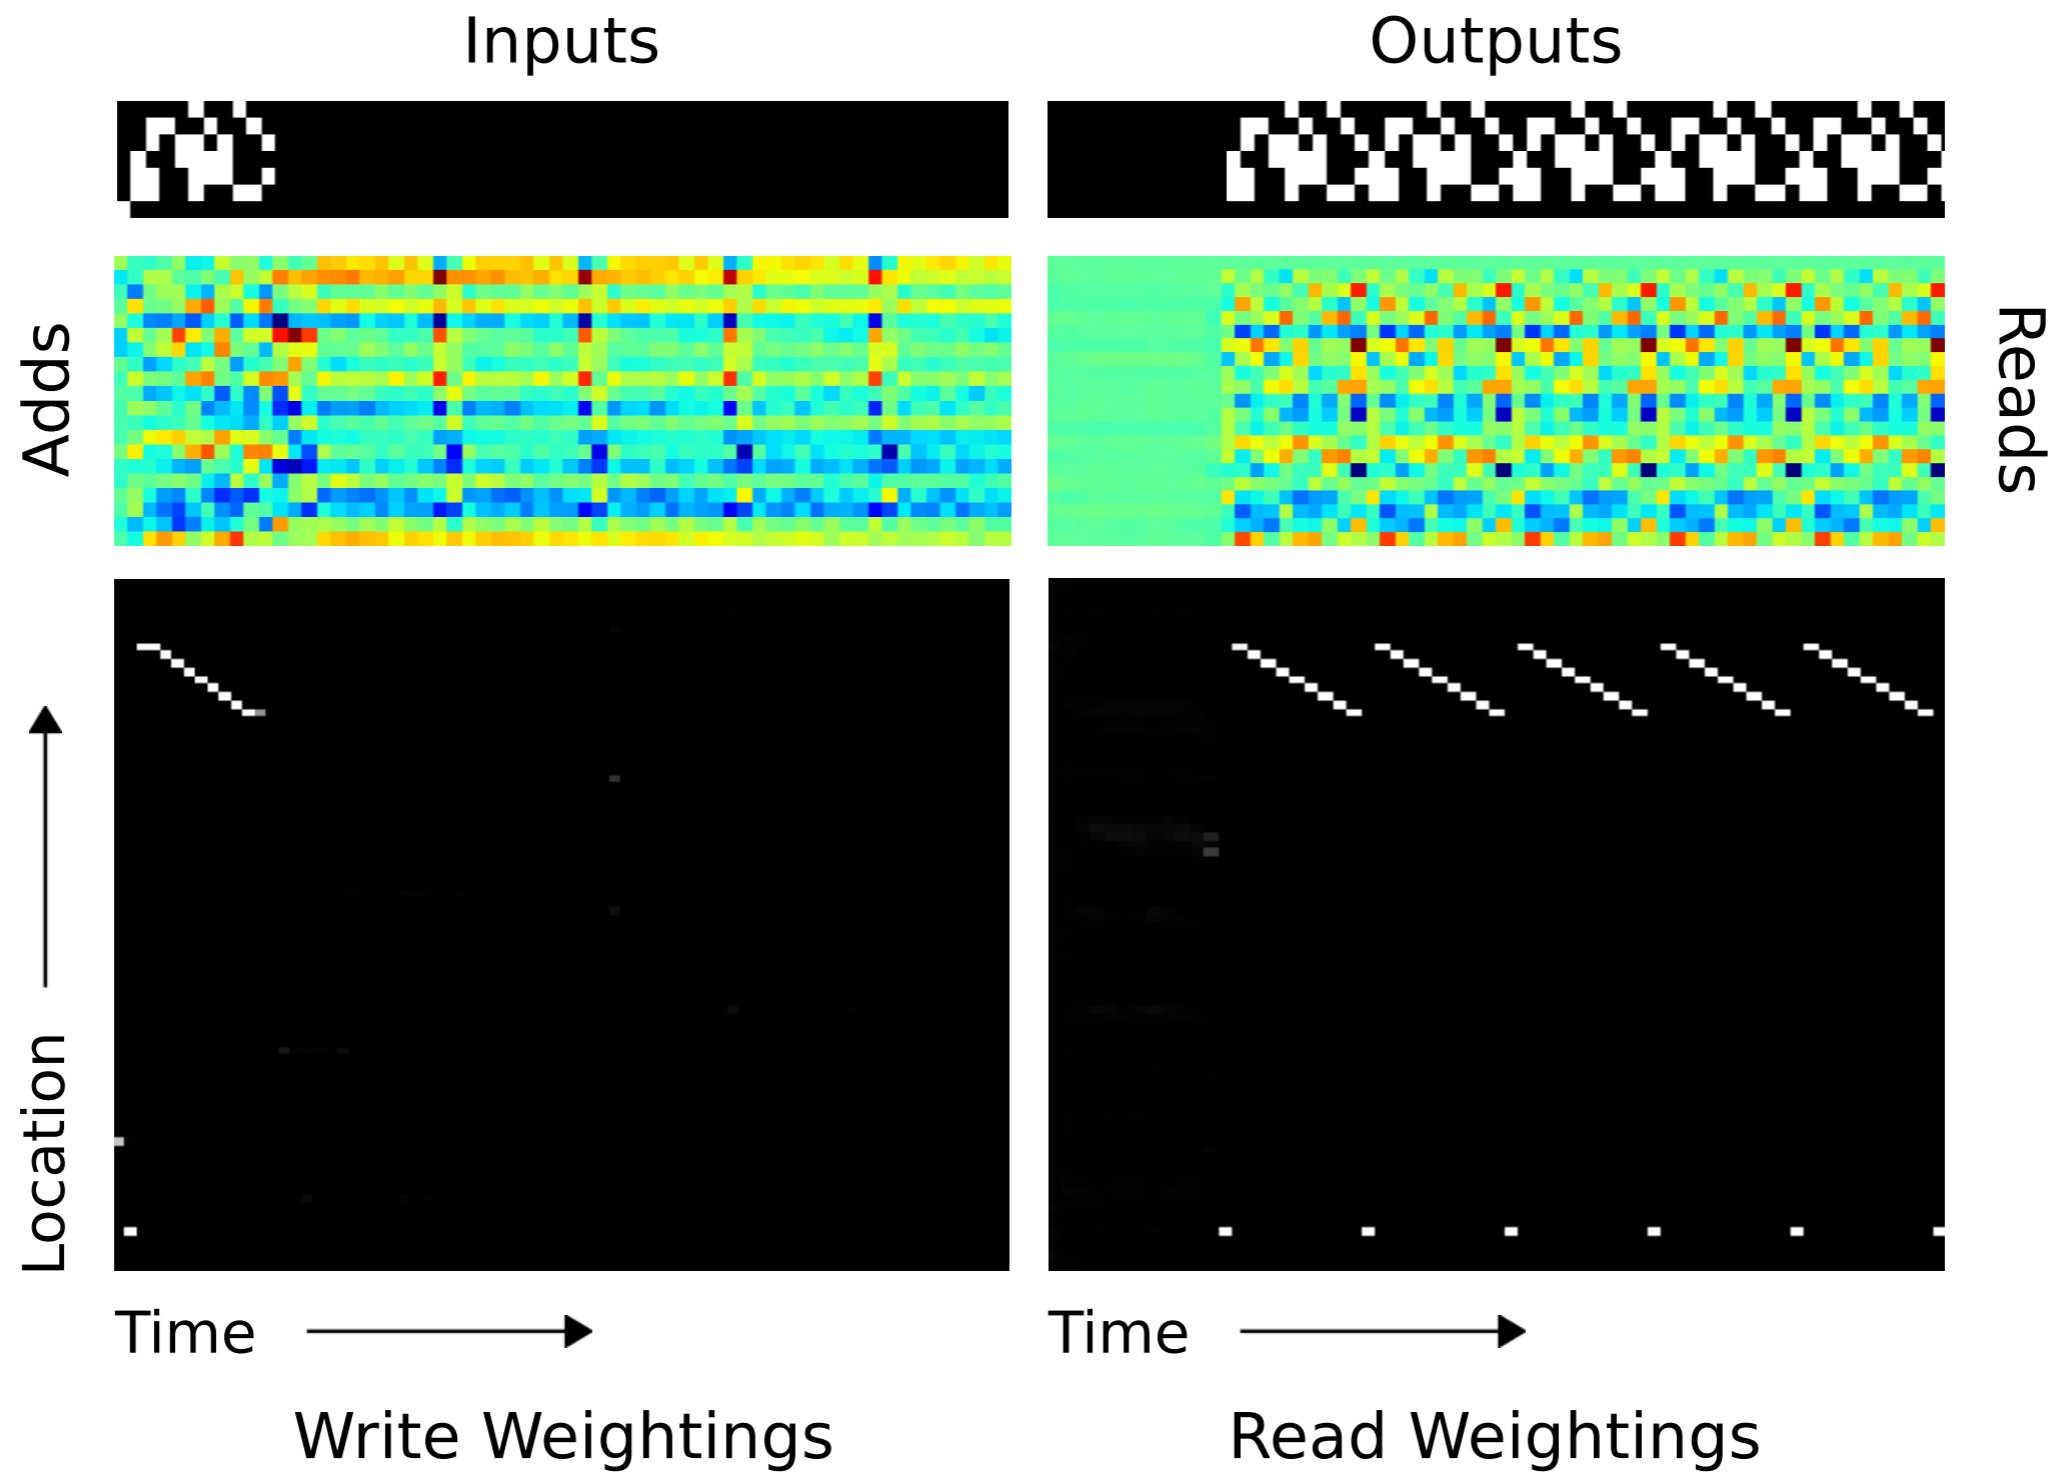 Inputs
Outputs
Adds
Reads
Location
Time
Time
Write Weightings
Read Weightings